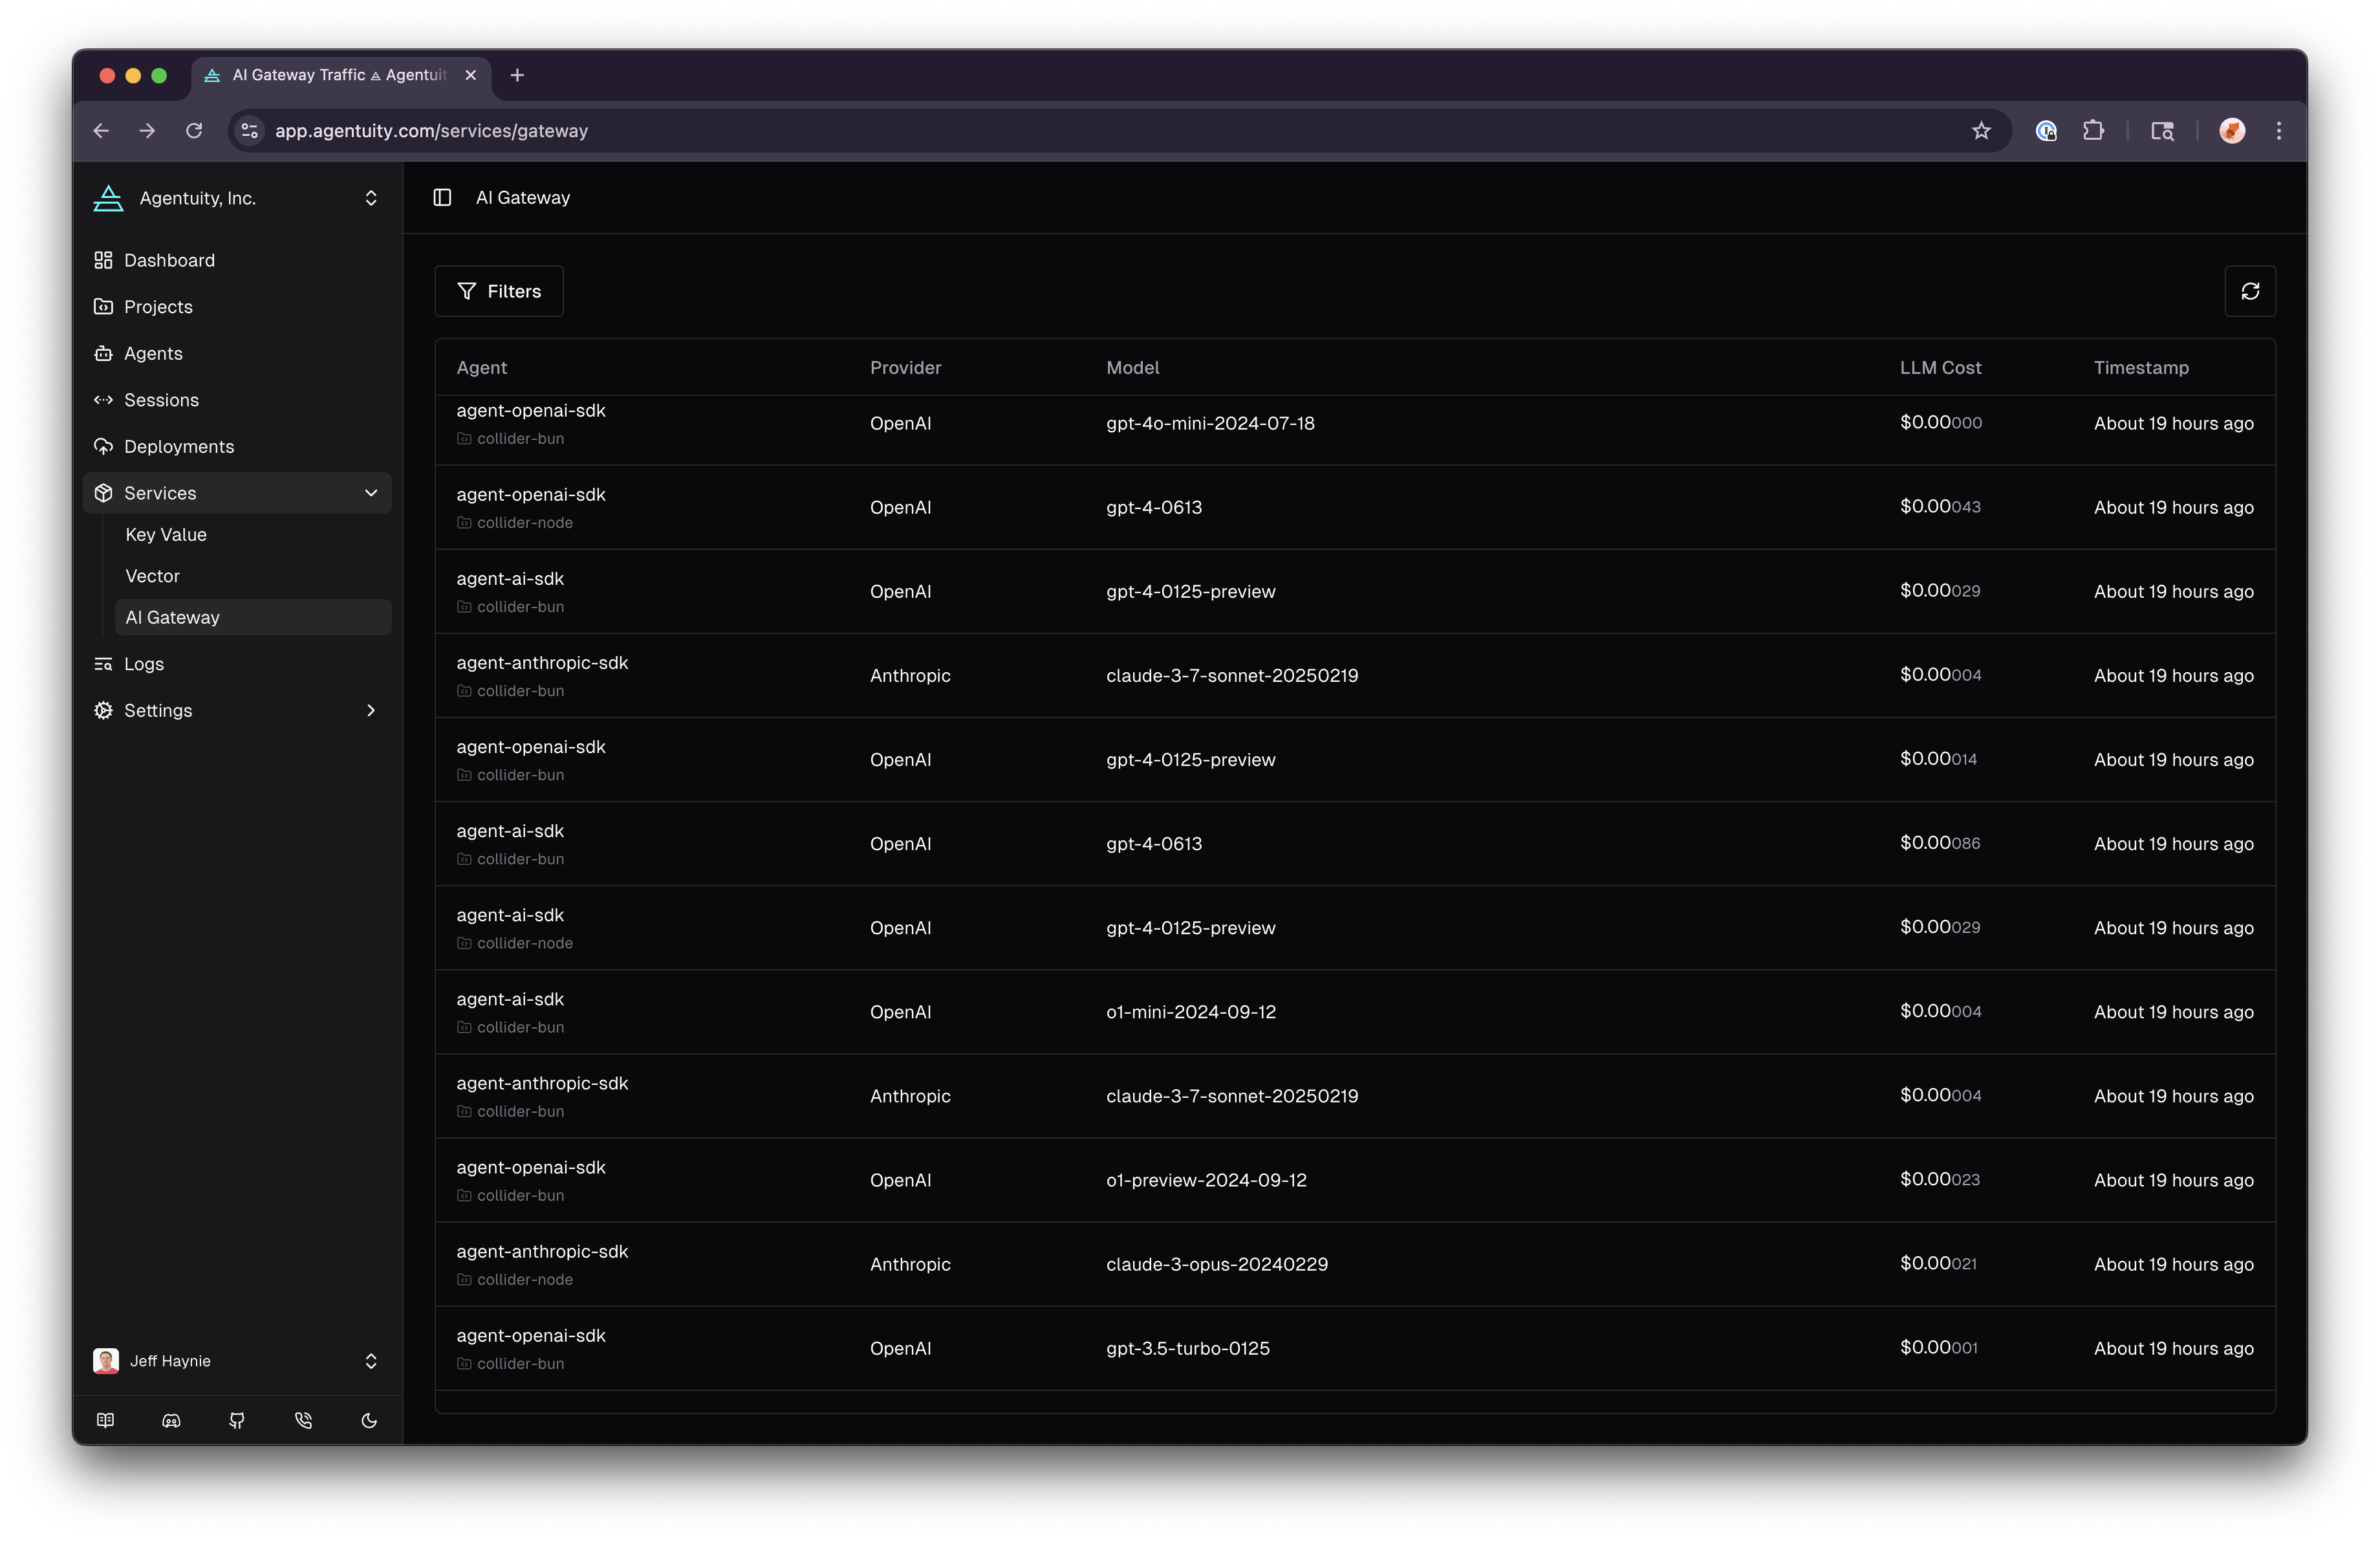 AI Gateway Traffic ⟁ Agentuit
app.agentuity.com/services/gateway
Agentuity, Inc.
Dashboard
Projects
Agents
Sessions
Deployments
Services
Key Value
Vector
AI Gateway
Logs
Settings
Jeff Haynie
AI Gateway
Filters
Agent Provider Model LLM Cost Timestamp
agent-openai-sdk
collider-bun
OpenAI gpt-4o-mini-2024-07-18 $0.00000 About 19 hours ago
agent-openai-sdk
collider-node
OpenAI gpt-4-0613 $0.00043 About 19 hours ago
agent-ai-sdk
collider-bun
OpenAI gpt-4-0125-preview $0.00029 About 19 hours ago
agent-anthropic-sdk
collider-bun
Anthropic claude-3-7-sonnet-20250219 $0.00004 About 19 hours ago
agent-openai-sdk
collider-bun
OpenAI gpt-4-0125-preview $0.00014 About 19 hours ago
agent-ai-sdk
collider-bun
OpenAI gpt-4-0613 $0.00086 About 19 hours ago
agent-ai-sdk
collider-node
OpenAI gpt-4-0125-preview $0.00029 About 19 hours ago
agent-ai-sdk
collider-bun
OpenAI o1-mini-2024-09-12 $0.00004 About 19 hours ago
agent-anthropic-sdk
collider-bun
Anthropic claude-3-7-sonnet-20250219 $0.00004 About 19 hours ago
agent-openai-sdk
collider-bun
OpenAI o1-preview-2024-09-12 $0.00023 About 19 hours ago
agent-anthropic-sdk
collider-node
Anthropic claude-3-opus-20240229 $0.00021 About 19 hours ago
agent-openai-sdk
collider-bun
OpenAI gpt-3.5-turbo-0125 $0.00001 About 19 hours ago